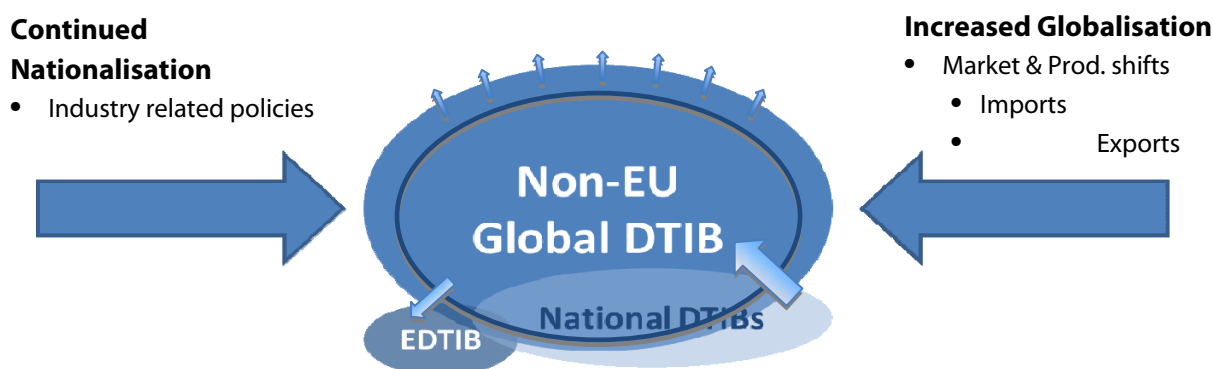 Continued
Nationalisation
• Industry related policies
Increased Globalisation
• Market & Prod. shifts
• Imports
• Exports
Non-EU
Global DTIB
National DTIBs
EDTIB